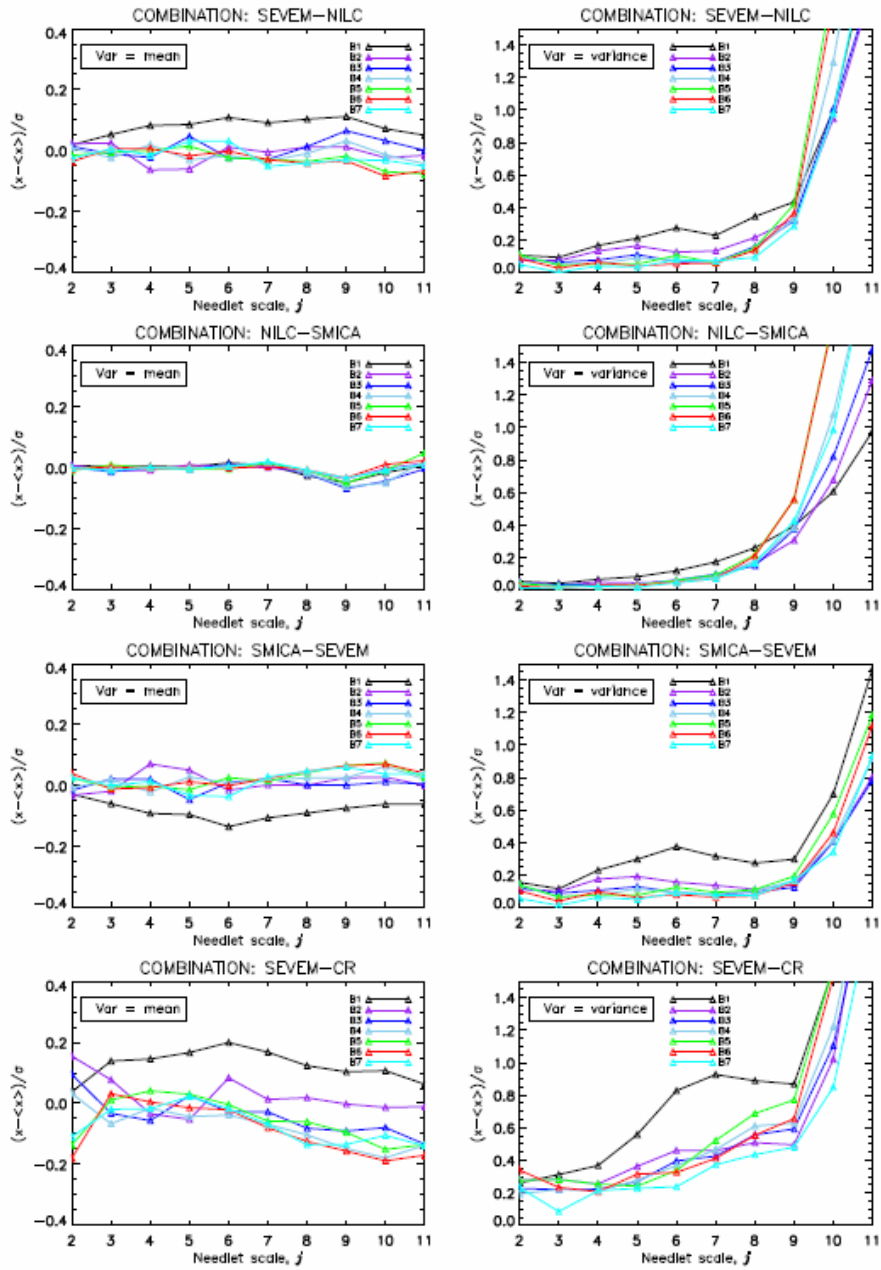 COMBINATION: SEVEM-NILC
0.4
0.2
0.0
-0.2
-0.4
(x-<x>)/σ
Var = mean
B1
B2
B3
B4
B5
B6
B7
2 3 4 5 6 7 8 9 10 11
Needlet scale, j
COMBINATION: SEVEM-NILC
1.4
1.2
1.0
0.8
0.6
0.4
0.2
0.0
(x-<x>)/σ
Var = variance
B1
B2
B3
B4
B5
B6
B7
2 3 4 5 6 7 8 9 10 11
Needlet scale, j
COMBINATION: NILC-SMICA
0.4
0.2
0.0
-0.2
-0.4
(x-<x>)/σ
Var = mean
B1
B2
B3
B4
B5
B6
B7
2 3 4 5 6 7 8 9 10 11
Needlet scale, j
COMBINATION: NILC-SMICA
1.4
1.2
1.0
0.8
0.6
0.4
0.2
0.0
(x-<x>)/σ
Var = variance
B1
B2
B3
B4
B5
B6
B7
2 3 4 5 6 7 8 9 10 11
Needlet scale, j
COMBINATION: SMICA-SEVEM
0.4
0.2
0.0
-0.2
-0.4
(x-<x>)/σ
Var = mean
B1
B2
B3
B4
B5
B6
B7
2 3 4 5 6 7 8 9 10 11
Needlet scale, j
COMBINATION: SMICA-SEVEM
1.4
1.2
1.0
0.8
0.6
0.4
0.2
0.0
(x-<x>)/σ
Var = variance
B1
B2
B3
B4
B5
B6
B7
2 3 4 5 6 7 8 9 10 11
Needlet scale, j
COMBINATION: SEVEM-CR
0.4
0.2
0.0
-0.2
-0.4
(x-<x>)/σ
Var = mean
B1
B2
B3
B4
B5
B6
B7
2 3 4 5 6 7 8 9 10 11
Needlet scale, j
COMBINATION: SEVEM-CR
1.4
1.2
1.0
0.8
0.6
0.4
0.2
0.0
(x-<x>)/σ
Var = variance
B1
B2
B3
B4
B5
B6
B7
2 3 4 5 6 7 8 9 10 11
Needlet scale, j